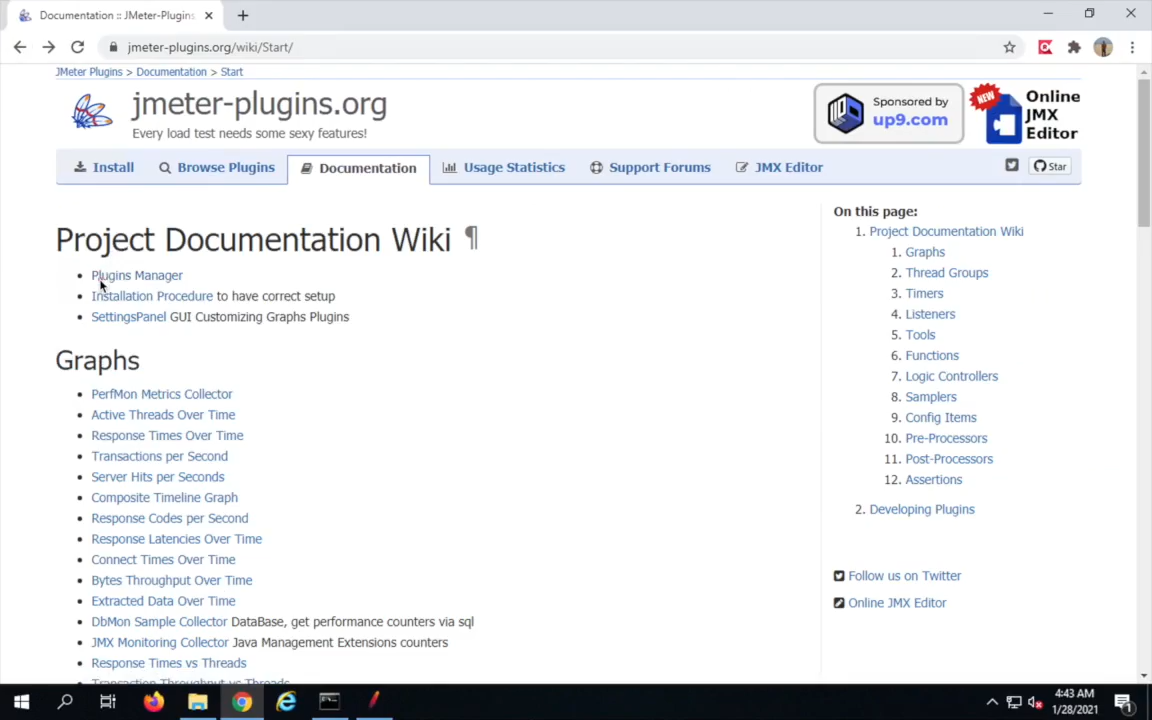 Documentation :: JMeter-Plugins
jmeter-plugins.org/wiki/Start/
JMeter Plugins > Documentation > Start
jmeter-plugins.org
Every load test needs some sexy features!
Sponsored by
up9.com
NEW
Online
JMX
Editor
Install
Browse Plugins
Documentation
Usage Statistics
Support Forums
JMX Editor
Star
Project Documentation Wiki ¶
• Plugins Manager
• Installation Procedure to have correct setup
• SettingsPanel GUI Customizing Graphs Plugins
Graphs
• PerfMon Metrics Collector
• Active Threads Over Time
• Response Times Over Time
• Transactions per Second
• Server Hits per Seconds
• Composite Timeline Graph
• Response Codes per Second
• Response Latencies Over Time
• Connect Times Over Time
• Bytes Throughput Over Time
• Extracted Data Over Time
• DbMon Sample Collector DataBase, get performance counters via sql
• JMX Monitoring Collector Java Management Extensions counters
• Response Times vs Threads
• Transaction Throughput vs Threads
On this page:
1. Project Documentation Wiki
1. Graphs
2. Thread Groups
3. Timers
4. Listeners
5. Tools
6. Functions
7. Logic Controllers
8. Samplers
9. Config Items
10. Pre-Processors
11. Post-Processors
12. Assertions
2. Developing Plugins
Follow us on Twitter
Online JMX Editor
4:43 AM
1/28/2021
1